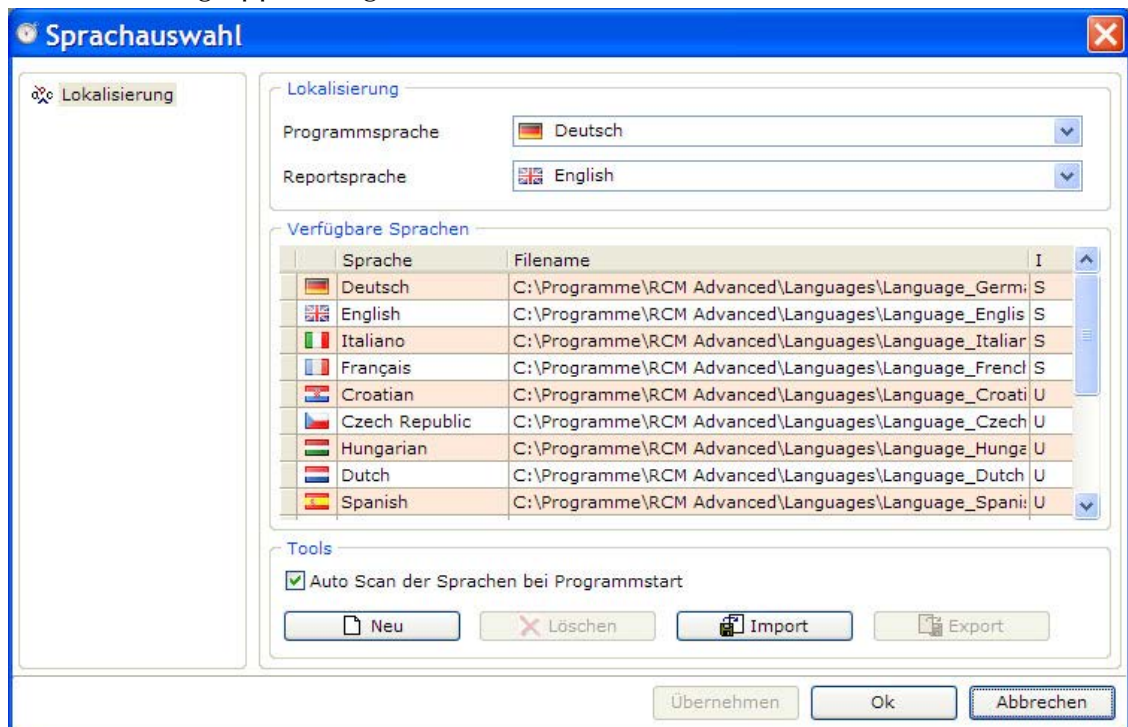 Sprachauswahl
Lokalisierung
Lokalisierung
Programmsprache Deutsch
Reportsprache English
Verfügbare Sprachen
Sprache Filename I
Deutsch C:\Programme\RCM Advanced\Languages\Language_Germa S
English C:\Programme\RCM Advanced\Languages\Language_Englis S
Italiano C:\Programme\RCM Advanced\Languages\Language_Italiar S
Français C:\Programme\RCM Advanced\Languages\Language_Frencl S
Croatian C:\Programme\RCM Advanced\Languages\Language_Croati U
Czech Republic C:\Programme\RCM Advanced\Languages\Language_Czech U
Hungarian C:\Programme\RCM Advanced\Languages\Language_Hunga U
Dutch C:\Programme\RCM Advanced\Languages\Language_Dutch U
Spanish C:\Programme\RCM Advanced\Languages\Language_Spanis U
Tools
Auto Scan der Sprachen bei Programmstart
Neu Löschen Import Export
Übernehmen Ok Abbrechen